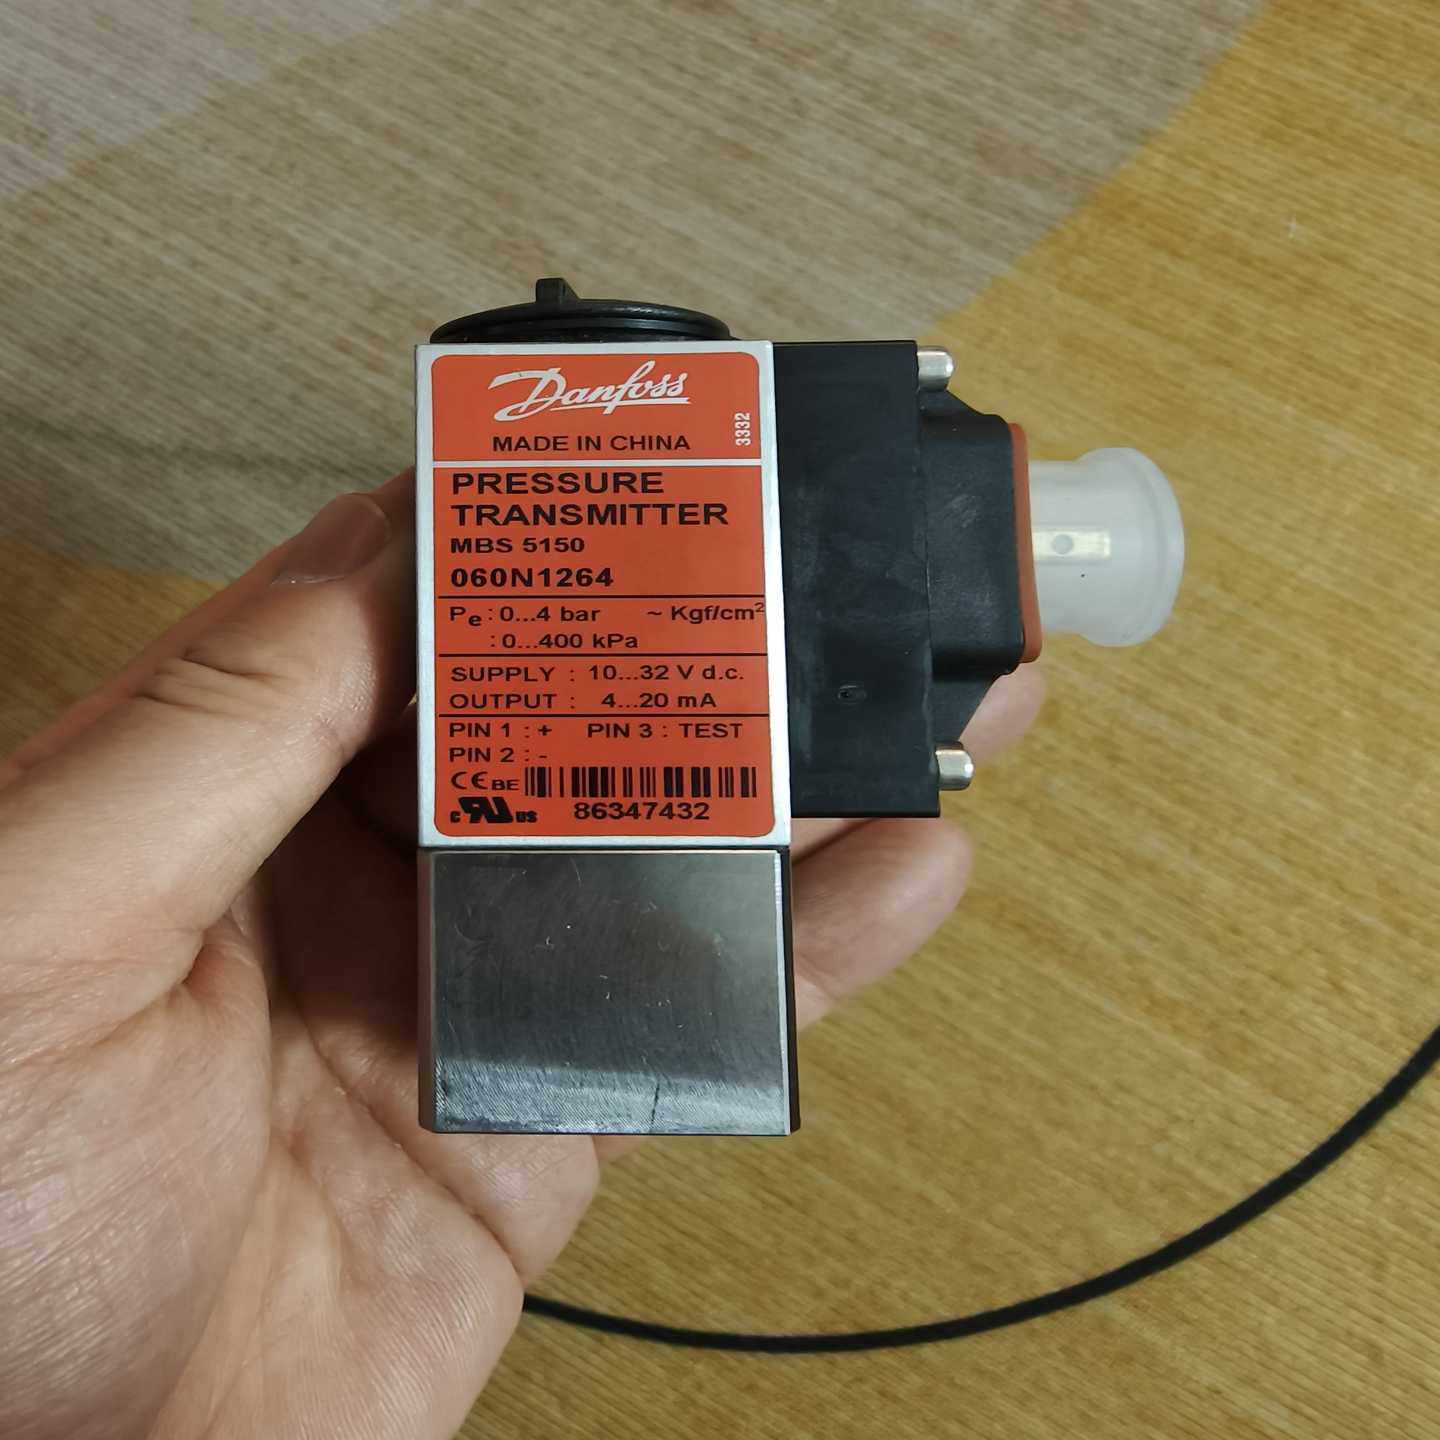 Danfoss
MADE IN CHINA
3332
PRESSURE
TRANSMITTER
MBS 5150
060N1264
Pe : 0...4 bar ~ Kgf/cm²
: 0...400 kPa
SUPPLY : 10...32 V d.c.
OUTPUT : 4...20 mA
PIN 1 : + PIN 3 : TEST
PIN 2 : -
CE BE
c RU us
86347432